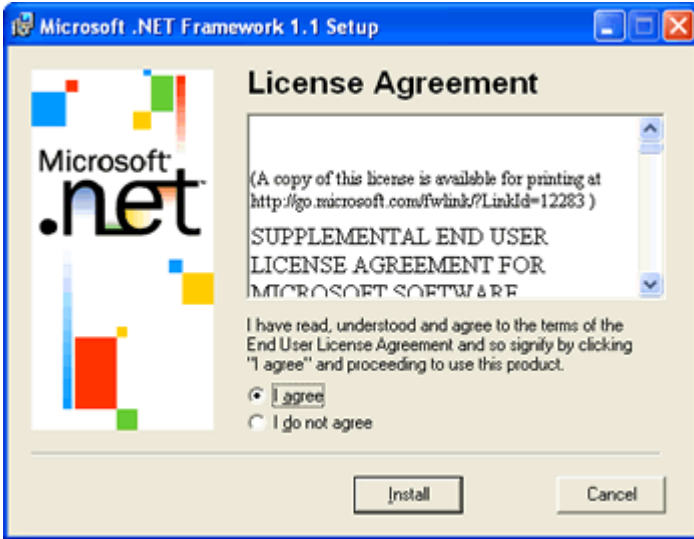 Microsoft .NET Framework 1.1 Setup
License Agreement
Microsoft
.net
(A copy of this license is available for printing at
http://go.microsoft.com/fwlink/?LinkId=12283 )
SUPPLEMENTAL END USER
LICENSE AGREEMENT FOR
MICROSOFT SOFTWARE
I have read, understood and agree to the terms of the
End User License Agreement and so signify by clicking
"I agree" and proceeding to use this product.
I agree
I do not agree
Install
Cancel